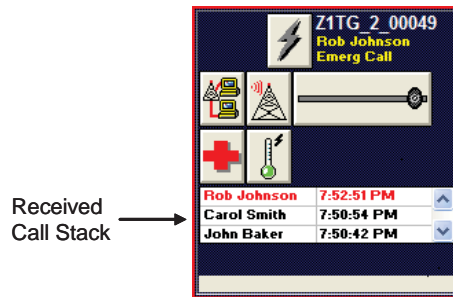 Z1TG_2_00049
Rob Johnson
Emerg Call
Rob Johnson 7:52:51 PM
Carol Smith 7:50:54 PM
John Baker 7:50:42 PM
Received
Call Stack